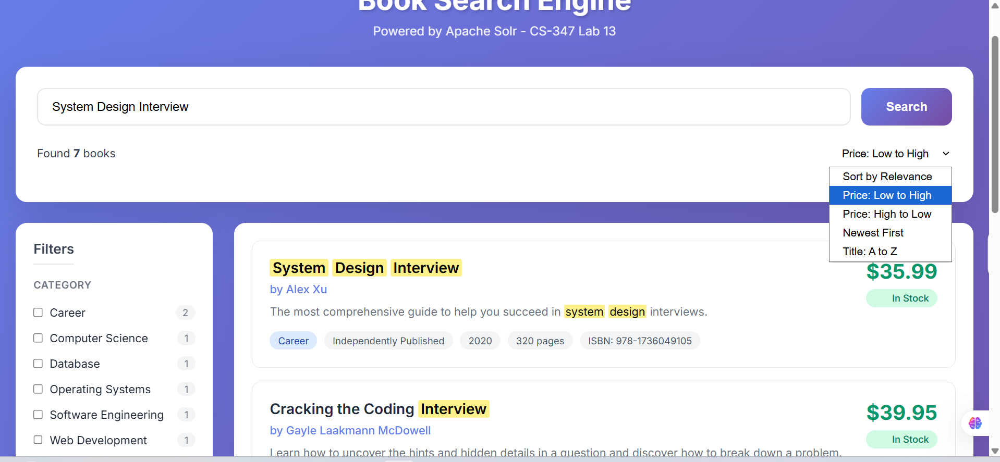 Book Search Engine
Powered by Apache Solr - CS-347 Lab 13
System Design Interview
Search
Found 7 books
Price: Low to High
Sort by Relevance
Price: Low to High
Price: High to Low
Newest First
Title: A to Z
Filters
CATEGORY
Career 2
Computer Science 1
Database 1
Operating Systems 1
Software Engineering 1
Web Development 1
System Design Interview
$35.99
by Alex Xu
In Stock
The most comprehensive guide to help you succeed in system design interviews.
Career Independently Published 2020 320 pages ISBN: 978-1736049105
Cracking the Coding Interview
$39.95
by Gayle Laakmann McDowell
In Stock
Learn how to uncover the hints and hidden details in a question and discover how to break down a problem.